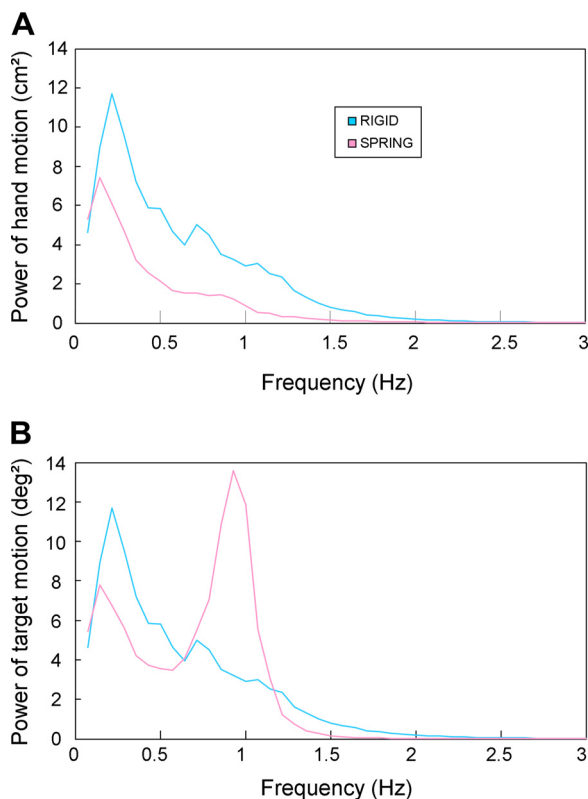 A
Power of hand motion (cm²)
14
12
10
8
6
4
2
0
RIGID
SPRING
0 0.5 1 1.5 2 2.5 3
Frequency (Hz)
B
Power of target motion (deg²)
14
12
10
8
6
4
2
0
0 0.5 1 1.5 2 2.5 3
Frequency (Hz)